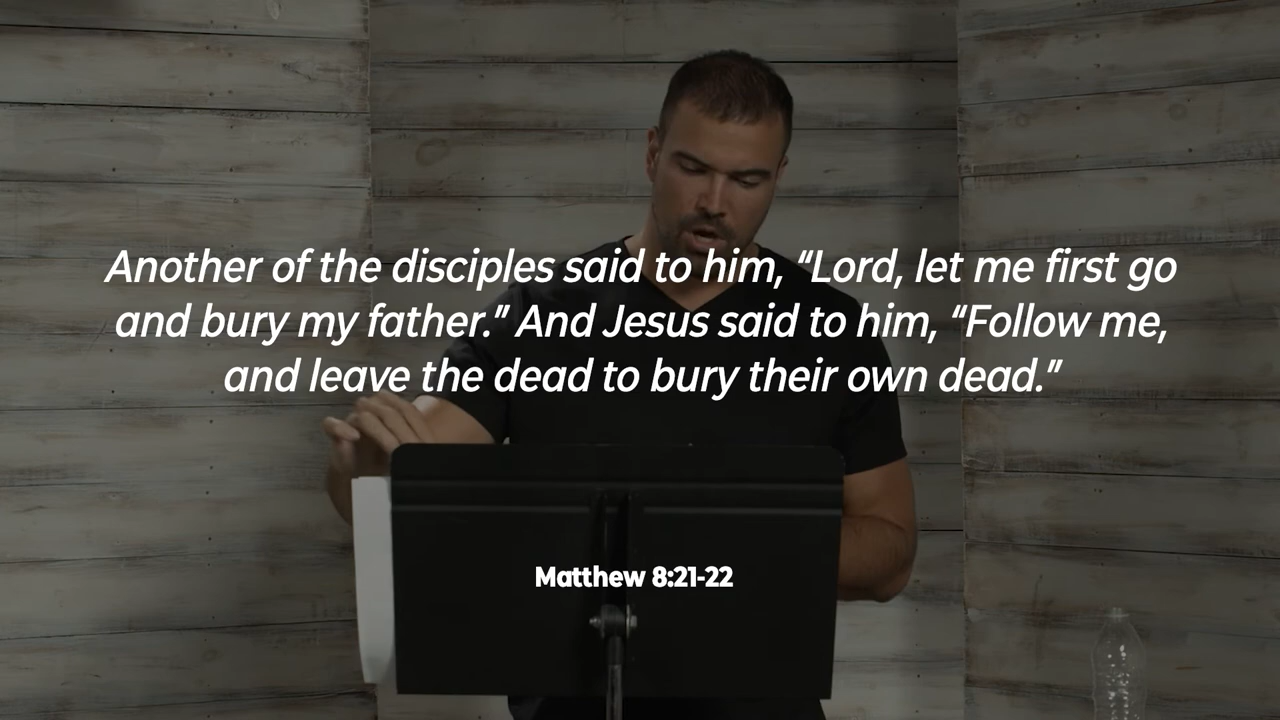 Another of the disciples said to him, “Lord, let me first go
and bury my father.” And Jesus said to him, “Follow me,
and leave the dead to bury their own dead.”
Matthew 8:21-22